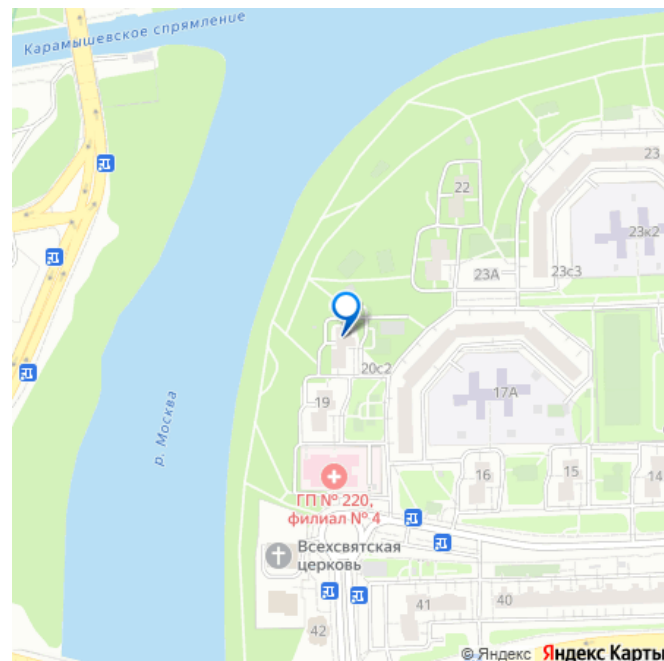 Карамышевское спрямление
23
22
23к2
23А
23с3
20с2
17А
19
р. Москва
16
15
14
ГП № 220,
филиал № 4
Всехсвятская
церковь
41
40
42
© Яндекс Яндекс Карты